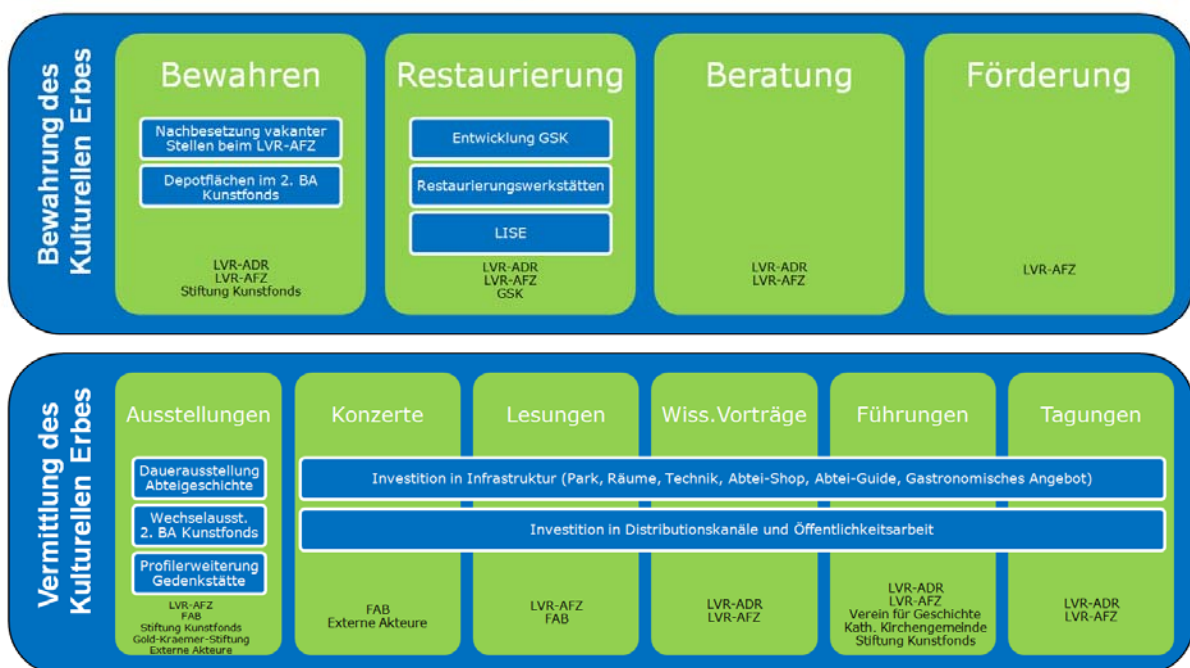 Bewahrung des
Kulturellen Erbes
Bewahren
Nachbesetzung vakanter
Stellen beim LVR-AFZ
Depotflächen im 2. BA
Kunstfonds
LVR-ADR
LVR-AFZ
Stiftung Kunstfonds
Restaurierung
Entwicklung GSK
Restaurierungswerkstätten
LISE
LVR-ADR
LVR-AFZ
GSK
Beratung
LVR-ADR
LVR-AFZ
Förderung
LVR-AFZ
Vermittlung des
Kulturellen Erbes
Ausstellungen
Dauerausstellung
Abteigeschichte
Wechselausst.
2. BA Kunstfonds
Profilerweiterung
Gedenkstätte
LVR-AFZ
FAB
Stiftung Kunstfonds
Gold-Kraemer-Stiftung
Externe Akteure
Konzerte
Lesungen
Wiss.Vorträge
Führungen
Tagungen
Investition in Infrastruktur (Park, Räume, Technik, Abtei-Shop, Abtei-Guide, Gastronomisches Angebot)
Investition in Distributionskanäle und Öffentlichkeitsarbeit
FAB
Externe Akteure
LVR-AFZ
FAB
LVR-ADR
LVR-AFZ
LVR-ADR
LVR-AFZ
Verein für Geschichte
Kath. Kirchengemeinde
Stiftung Kunstfonds
LVR-ADR
LVR-AFZ